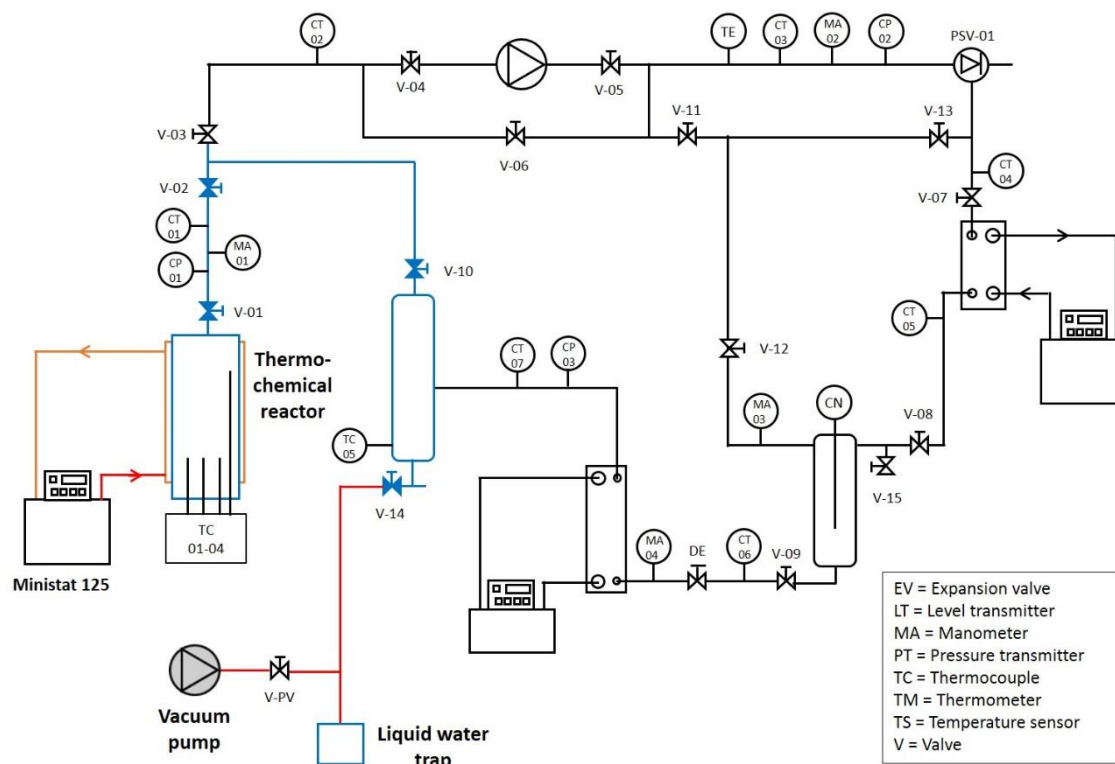 CT
02
TE
CT
03
MA
02
CP
02
PSV-01
V-04
V-05
V-03
V-06
V-11
V-13
V-02
CT
04
V-07
CT
01
MA
01
CP
01
V-10
V-01
CT
05
Thermo-
chemical
reactor
CT
07
CP
03
V-12
MA
03
CN
V-08
TC
05
V-14
V-15
TC
01-04
Ministat 125
MA
04
DE
CT
06
V-09
V-PV
Vacuum
pump
Liquid water
trap
EV = Expansion valve
LT = Level transmitter
MA = Manometer
PT = Pressure transmitter
TC = Thermocouple
TM = Thermometer
TS = Temperature sensor
V = Valve